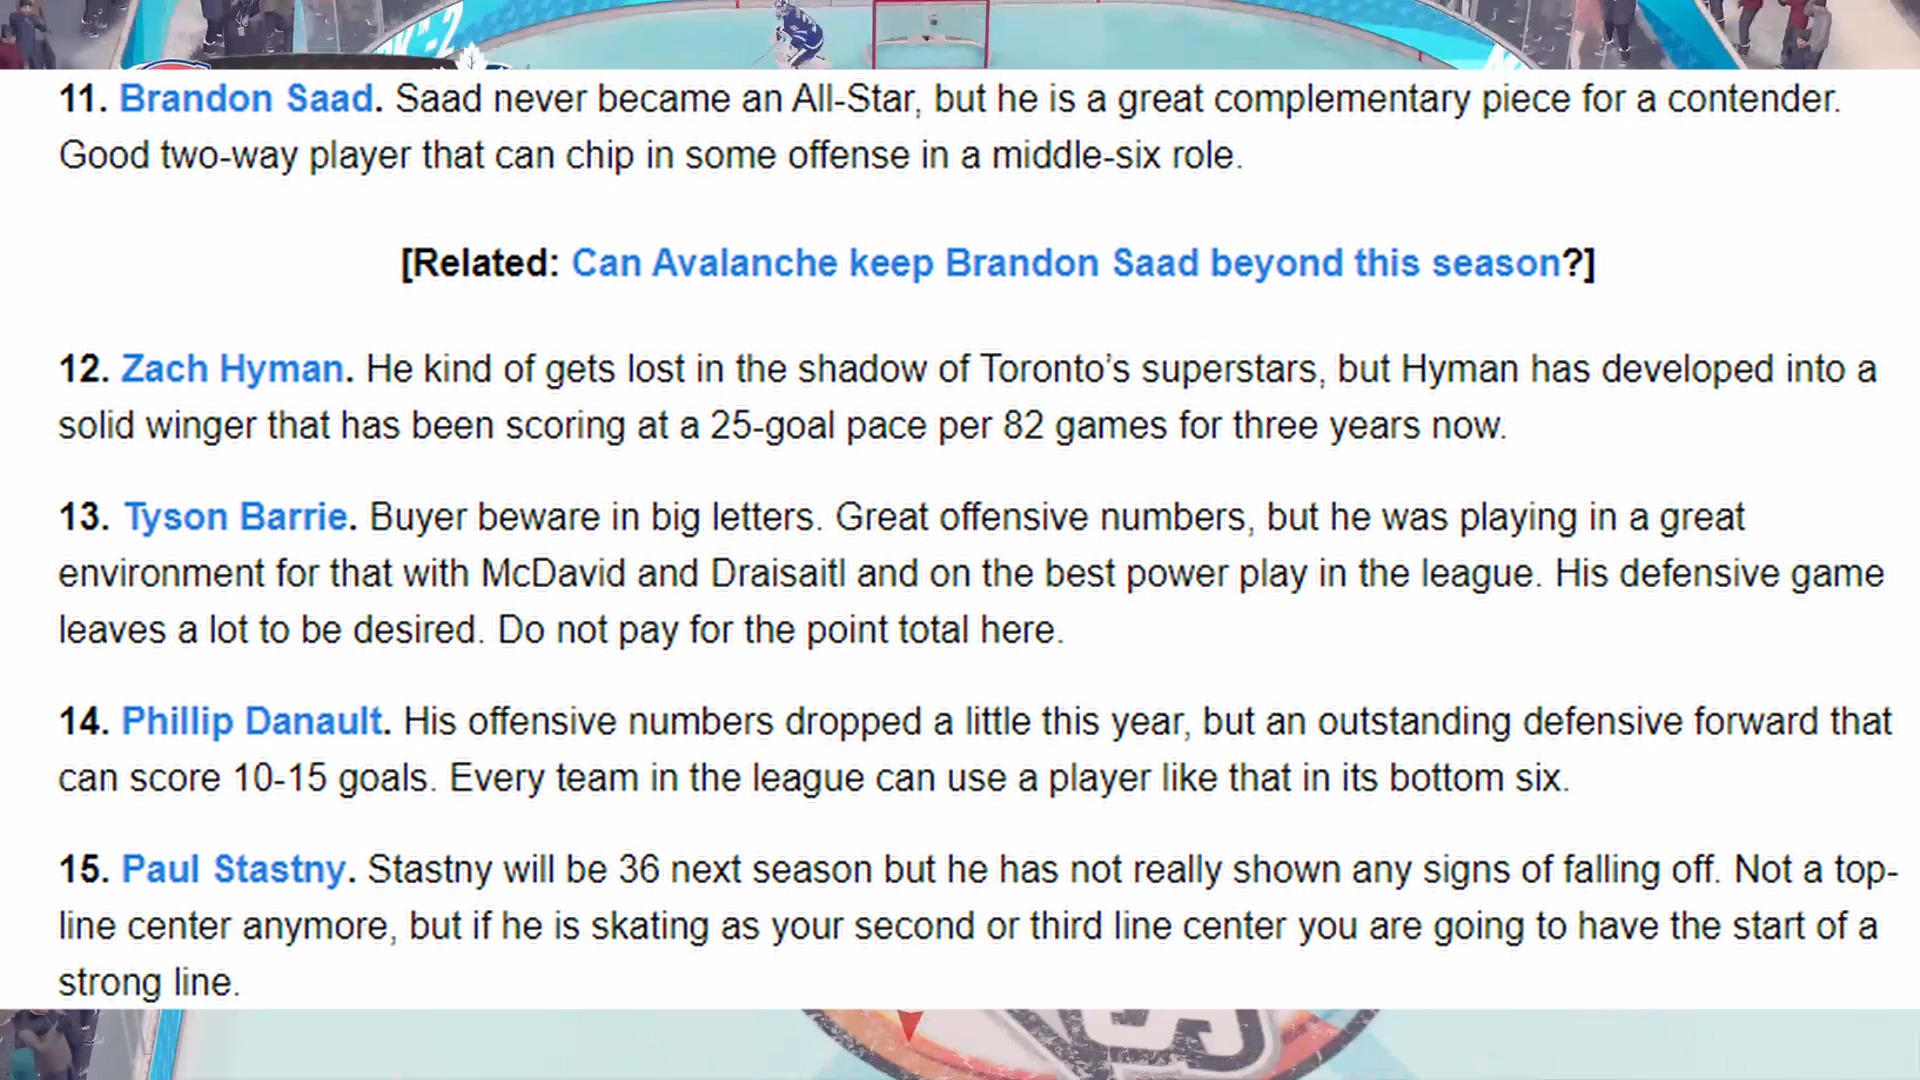 K-2
11. Brandon Saad. Saad never became an All-Star, but he is a great complementary piece for a contender.
Good two-way player that can chip in some offense in a middle-six role.
[Related: Can Avalanche keep Brandon Saad beyond this season?]
12. Zach Hyman. He kind of gets lost in the shadow of Toronto’s superstars, but Hyman has developed into a
solid winger that has been scoring at a 25-goal pace per 82 games for three years now.
13. Tyson Barrie. Buyer beware in big letters. Great offensive numbers, but he was playing in a great
environment for that with McDavid and Draisaitl and on the best power play in the league. His defensive game
leaves a lot to be desired. Do not pay for the point total here.
14. Phillip Danault. His offensive numbers dropped a little this year, but an outstanding defensive forward that
can score 10-15 goals. Every team in the league can use a player like that in its bottom six.
15. Paul Stastny. Stastny will be 36 next season but he has not really shown any signs of falling off. Not a top-
line center anymore, but if he is skating as your second or third line center you are going to have the start of a
strong line.